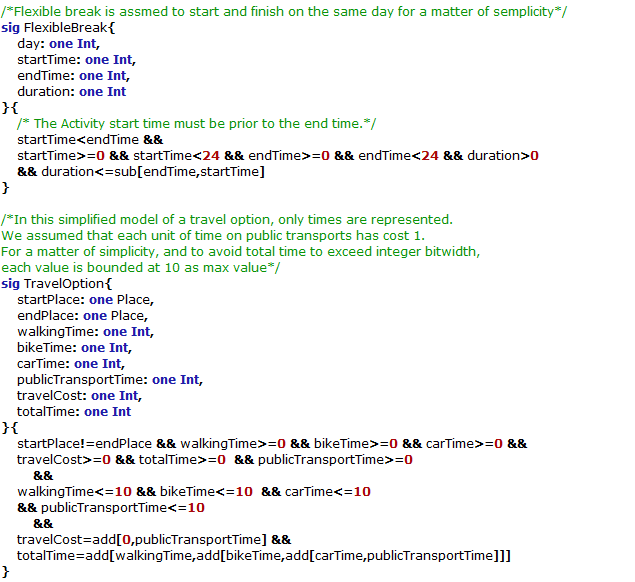 /*Flexible break is assmed to start and finish on the same day for a matter of semplicity*/
sig FlexibleBreak{
day: one Int,
startTime: one Int,
endTime: one Int,
duration: one Int
}{
/* The Activity start time must be prior to the end time.*/
startTime<endTime &&
startTime>=0 && startTime<24 && endTime>=0 && endTime<24 && duration>0
&& duration<=sub[endTime,startTime]
}
/*In this simplified model of a travel option, only times are represented.
We assumed that each unit of time on public transports has cost 1.
For a matter of simplicity, and to avoid total time to exceed integer bitwidth,
each value is bounded at 10 as max value*/
sig TravelOption{
startPlace: one Place,
endPlace: one Place,
walkingTime: one Int,
bikeTime: one Int,
carTime: one Int,
publicTransportTime: one Int,
travelCost: one Int,
totalTime: one Int
}{
startPlace!=endPlace && walkingTime>=0 && bikeTime>=0 && carTime>=0 &&
travelCost>=0 && totalTime>=0 && publicTransportTime>=0
&&
walkingTime<=10 && bikeTime<=10 && carTime<=10
&& publicTransportTime<=10
&&
travelCost=add[0,publicTransportTime] &&
totalTime=add[walkingTime,add[bikeTime,add[carTime,publicTransportTime]]]
}